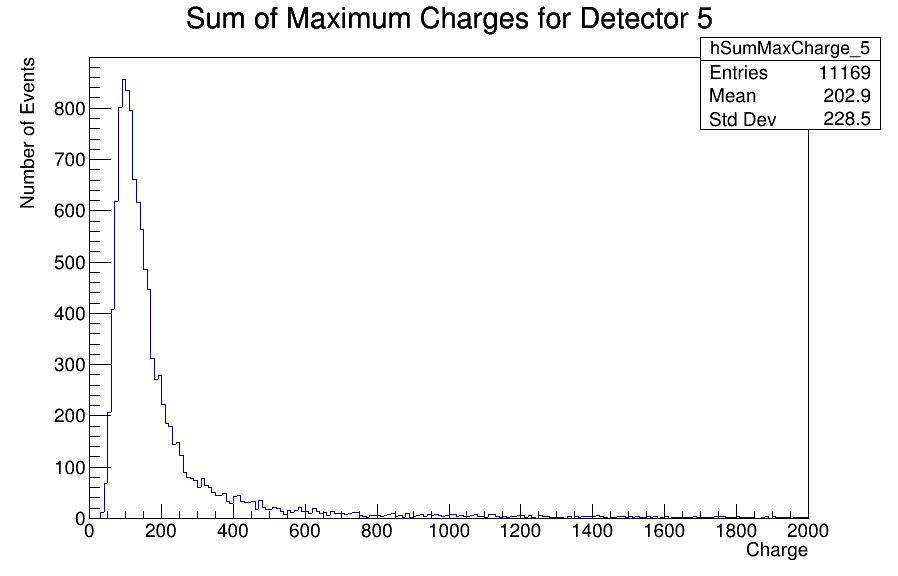 Sum of Maximum Charges for Detector 5
hSumMaxCharge_5
Entries 11169
Mean 202.9
Std Dev 228.5
Number of Events
800
700
600
500
400
300
200
100
0
0 200 400 600 800 1000 1200 1400 1600 1800 2000
Charge